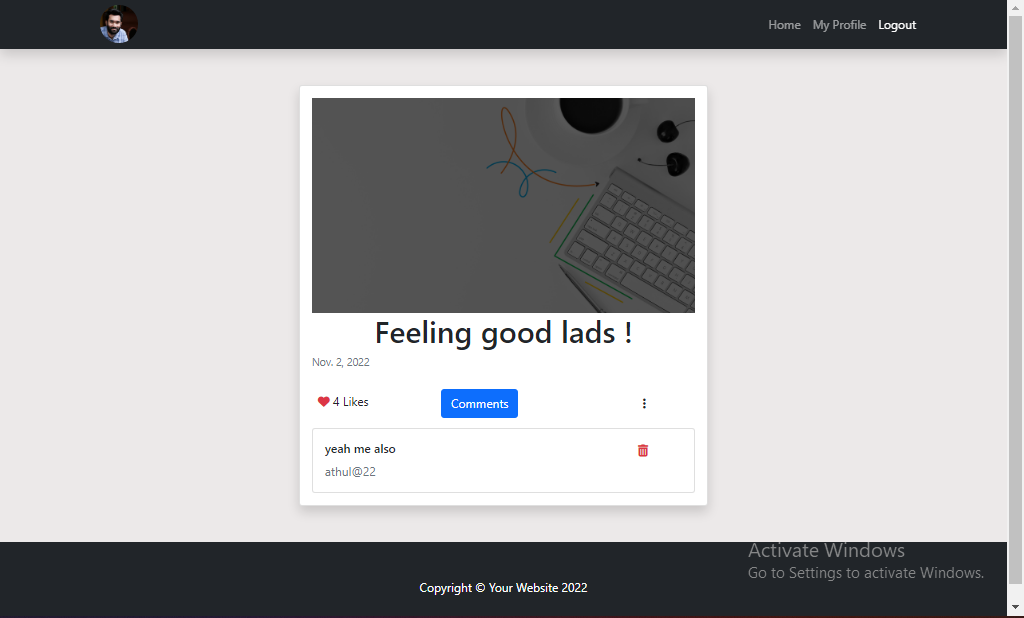 Home My Profile Logout
Feeling good lads !
Nov. 2, 2022
4 Likes Comments
yeah me also
athul@22
Activate Windows
Go to Settings to activate Windows.
Copyright © Your Website 2022